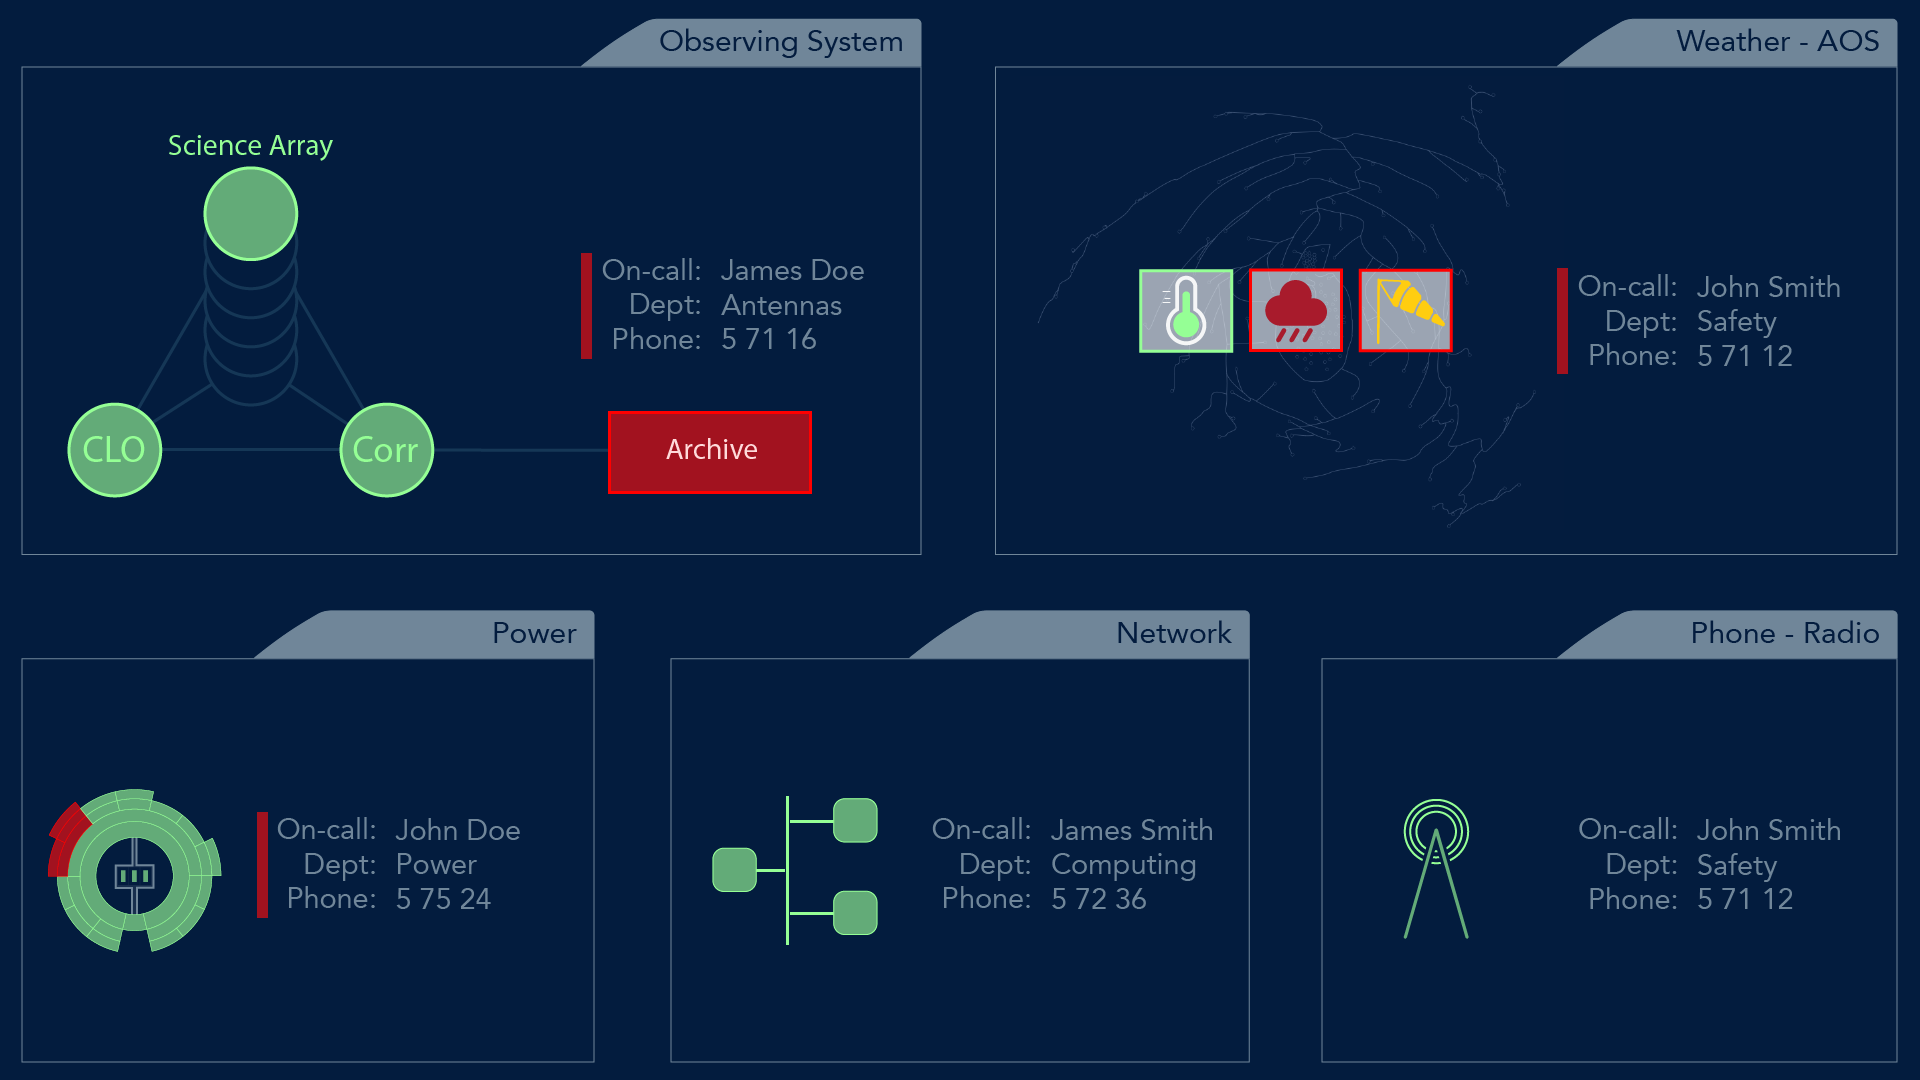 Observing System
Science Array
On-call: James Doe
Dept: Antennas
Phone: 5 71 16
CLO
Corr
Archive
Weather - AOS
On-call: John Smith
Dept: Safety
Phone: 5 71 12
Power
On-call: John Doe
Dept: Power
Phone: 5 75 24
Network
On-call: James Smith
Dept: Computing
Phone: 5 72 36
Phone - Radio
On-call: John Smith
Dept: Safety
Phone: 5 71 12